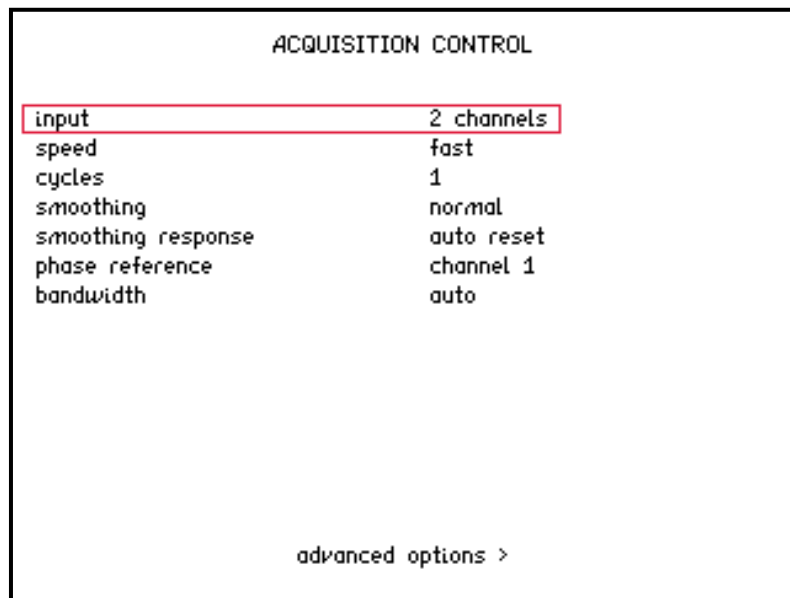 ACQUISITION CONTROL
input 2 channels
speed fast
cycles 1
smoothing normal
smoothing response auto reset
phase reference channel 1
bandwidth auto
advanced options >